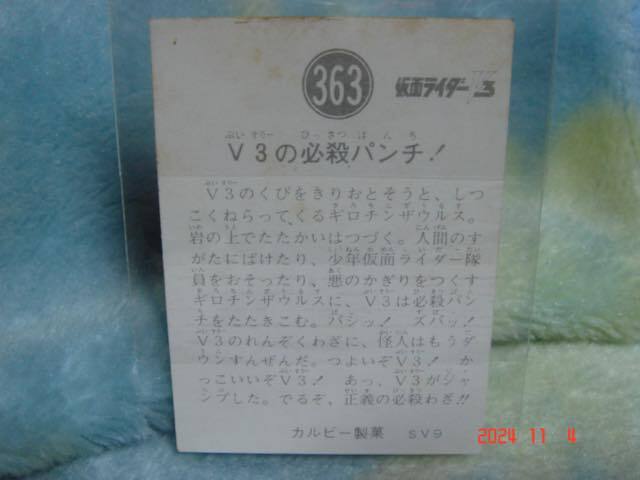 363
仮面ライダーV3
V3の必殺パンチ!
V3のくびをきりおとそうと、しつ
こくねらってくるギロチンザウルス。
岩の上でたたかいはつづく。人間のす
がたにばけたり、少年仮面ライダー隊
員をおそったり、悪のかぎりをつくす
ギロチンザウルスに、V3は必殺パン
チをたたきこむ。バシッ! ズバッ!
V3のれんぞくわざに、怪人はもうダ
ウンすんぜんだ。つよいぞV3! か
っこいいぞV3! あっ、V3がジャ
ンプした。でるぞ、正義の必殺わざ!!
カルビー製菓 SV9
2024 11 4